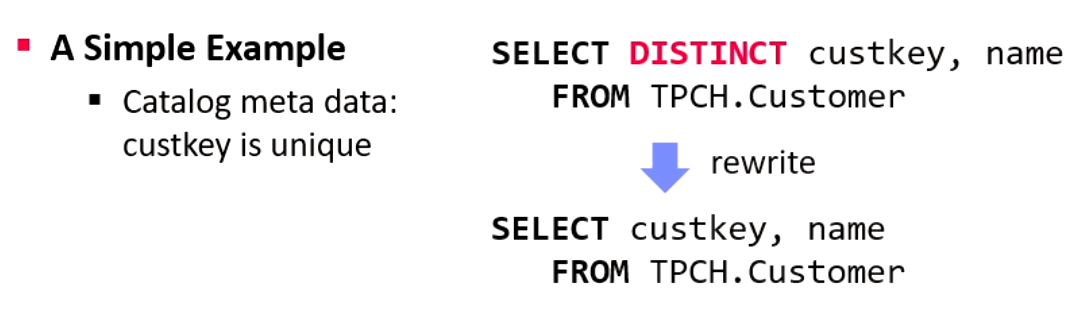 A Simple Example
Catalog meta data:
custkey is unique
SELECT DISTINCT custkey, name
FROM TPCH.Customer
rewrite
SELECT custkey, name
FROM TPCH.Customer